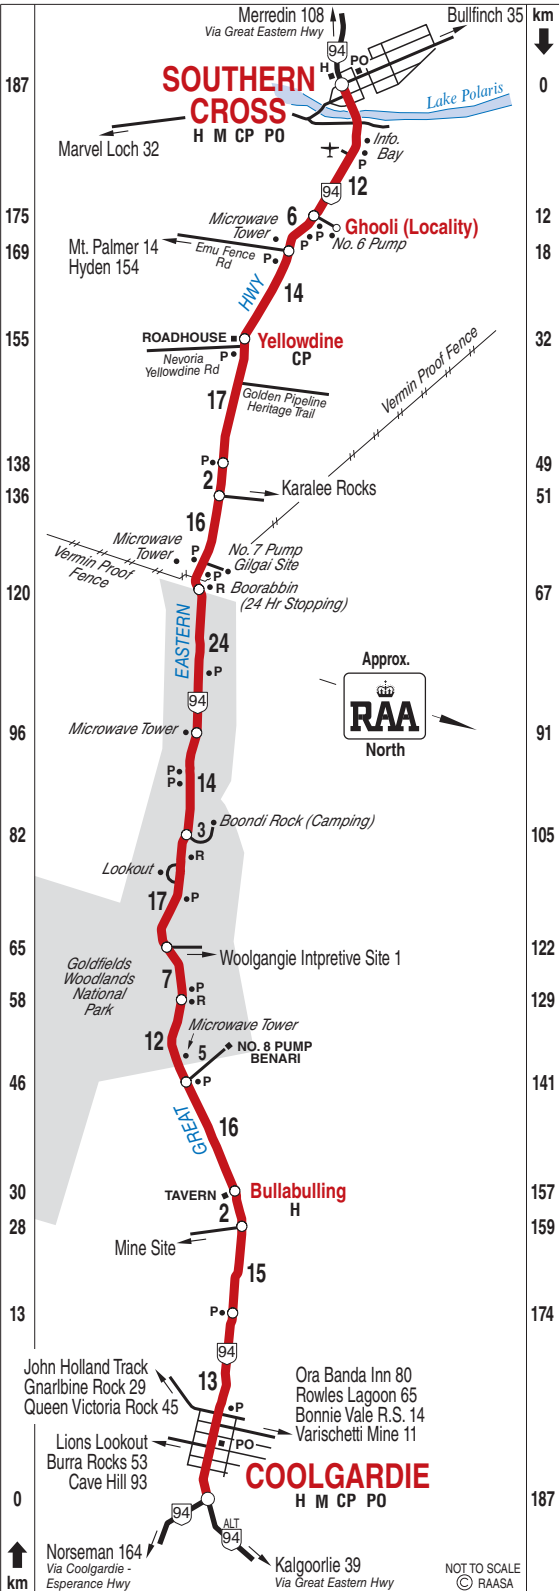 Merredin 108
Via Great Eastern Hwy
Bullfinch 35
km
94
H
PO
187
SOUTHERN
CROSS
H M CP PO
0
Lake Polaris
Marvel Loch 32
Info.
Bay
P
94
12
175
6
Microwave
Tower
Ghooli (Locality)
12
P
P
No. 6 Pump
169
Mt. Palmer 14
Hyden 154
Emu Fence
Rd
P
18
HWY
14
155
ROADHOUSE
Yellowdine
CP
32
Nevoria
Yellowdine Rd
P
Vermin Proof Fence
17
Golden Pipeline
Heritage Trail
138
P
49
2
136
Karalee Rocks
51
16
Microwave
Tower
P
No. 7 Pump
Gilgai Site
Vermin Proof
Fence
P
R
Boorabbin
(24 Hr Stopping)
120
67
EASTERN
24
P
Approx.
RAA
North
94
96
Microwave Tower
91
P
P
14
82
3
Boondi Rock (Camping)
105
R
Lookout
17
P
65
Woolgangie Intpretive Site 1
122
Goldfields
Woodlands
National
Park
7
P
R
58
129
12
Microwave Tower
5
NO. 8 PUMP
BENARI
46
P
141
GREAT
16
30
TAVERN
Bullabulling
H
157
2
28
159
Mine Site
15
13
P
174
94
John Holland Track
Gnarlbine Rock 29
Queen Victoria Rock 45
13
P
Ora Banda Inn 80
Rowles Lagoon 65
Bonnie Vale R.S. 14
Varischetti Mine 11
Lions Lookout
Burra Rocks 53
Cave Hill 93
PO
COOLGARDIE
H M CP PO
0
187
94
ALT
94
Norseman 164
Via Coolgardie -
Esperance Hwy
Kalgoorlie 39
Via Great Eastern Hwy
km
NOT TO SCALE
© RAASA